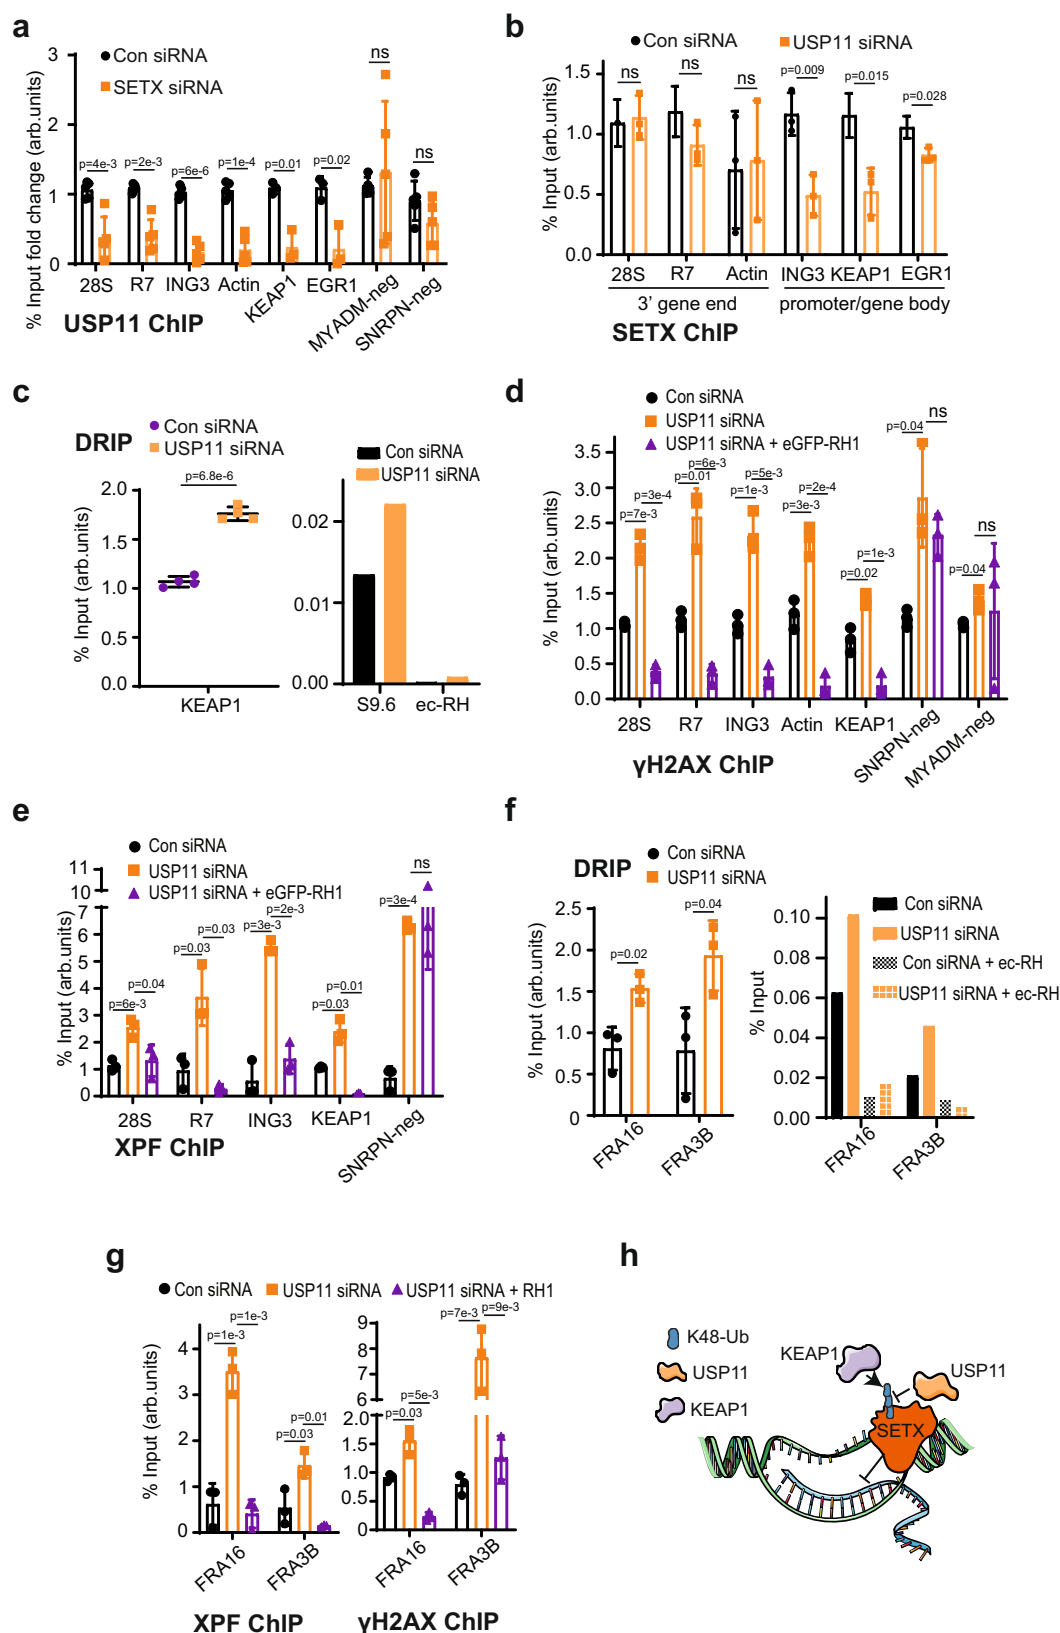 a
Con siRNA
SETX siRNA
ns
ns
p=4e-3
p=2e-3
p=6e-6
p=1e-4
p=0.01
p=0.02
3
2
1
0
% Input fold change (arb.units)
28S
R7
ING3
Actin
KEAP1
EGR1
MYADM-neg
SNRPN-neg
USP11 ChIP
b
Con siRNA
USP11 siRNA
ns
ns
ns
p=0.009
p=0.015
p=0.028
1.5
1.0
0.5
0.0
% Input (arb.units)
28S
R7
Actin
ING3
KEAP1
EGR1
3' gene end
promoter/gene body
SETX ChIP
c
DRIP
Con siRNA
USP11 siRNA
p=6.8e-6
2.0
1.5
1.0
0.5
0.0
% Input (arb.units)
KEAP1
Con siRNA
USP11 siRNA
0.02
0.01
0.00
% Input (arb.units)
S9.6
ec-RH
d
Con siRNA
USP11 siRNA
USP11 siRNA + eGFP-RH1
p=7e-3
p=3e-4
p=0.01
p=6e-3
p=1e-3
p=5e-3
p=3e-3
p=2e-4
p=0.02
p=1e-3
p=0.04
ns
p=0.04
ns
3.5
3.0
2.5
2.0
1.5
1.0
0.5
0.0
% Input (arb.units)
28S
R7
ING3
Actin
KEAP1
SNRPN-neg
MYADM-neg
γH2AX ChIP
e
Con siRNA
USP11 siRNA
USP11 siRNA + eGFP-RH1
p=6e-3
p=0.04
p=0.03
p=0.03
p=3e-3
p=2e-3
p=0.03
p=0.01
p=3e-4
ns
11
10
7
6
5
4
3
2
1
0
% Input (arb.units)
28S
R7
ING3
KEAP1
SNRPN-neg
XPF ChIP
f
DRIP
Con siRNA
USP11 siRNA
p=0.02
p=0.04
2.5
2.0
1.5
1.0
0.5
0
% Input (arb.units)
FRA16
FRA3B
Con siRNA
USP11 siRNA
Con siRNA + ec-RH
USP11 siRNA + ec-RH
0.10
0.08
0.06
0.04
0.02
0.00
% Input
FRA16
FRA3B
g
Con siRNA
USP11 siRNA
USP11 siRNA + RH1
p=1e-3
p=1e-3
p=0.03
p=0.01
4
3
2
1
0
% Input (arb.units)
FRA16
FRA3B
XPF ChIP
p=0.03
p=5e-3
p=7e-3
p=9e-3
9
8
7
6
2.0
1.5
1.0
0.5
0
FRA16
FRA3B
γH2AX ChIP
h
K48-Ub
USP11
KEAP1
KEAP1
USP11
SETX